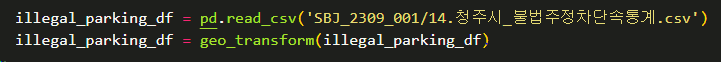 illegal_parking_df = pd.read_csv('SBJ_2309_001/14.청주시_불법주정차단속통계.csv')
illegal_parking_df = geo_transform(illegal_parking_df)